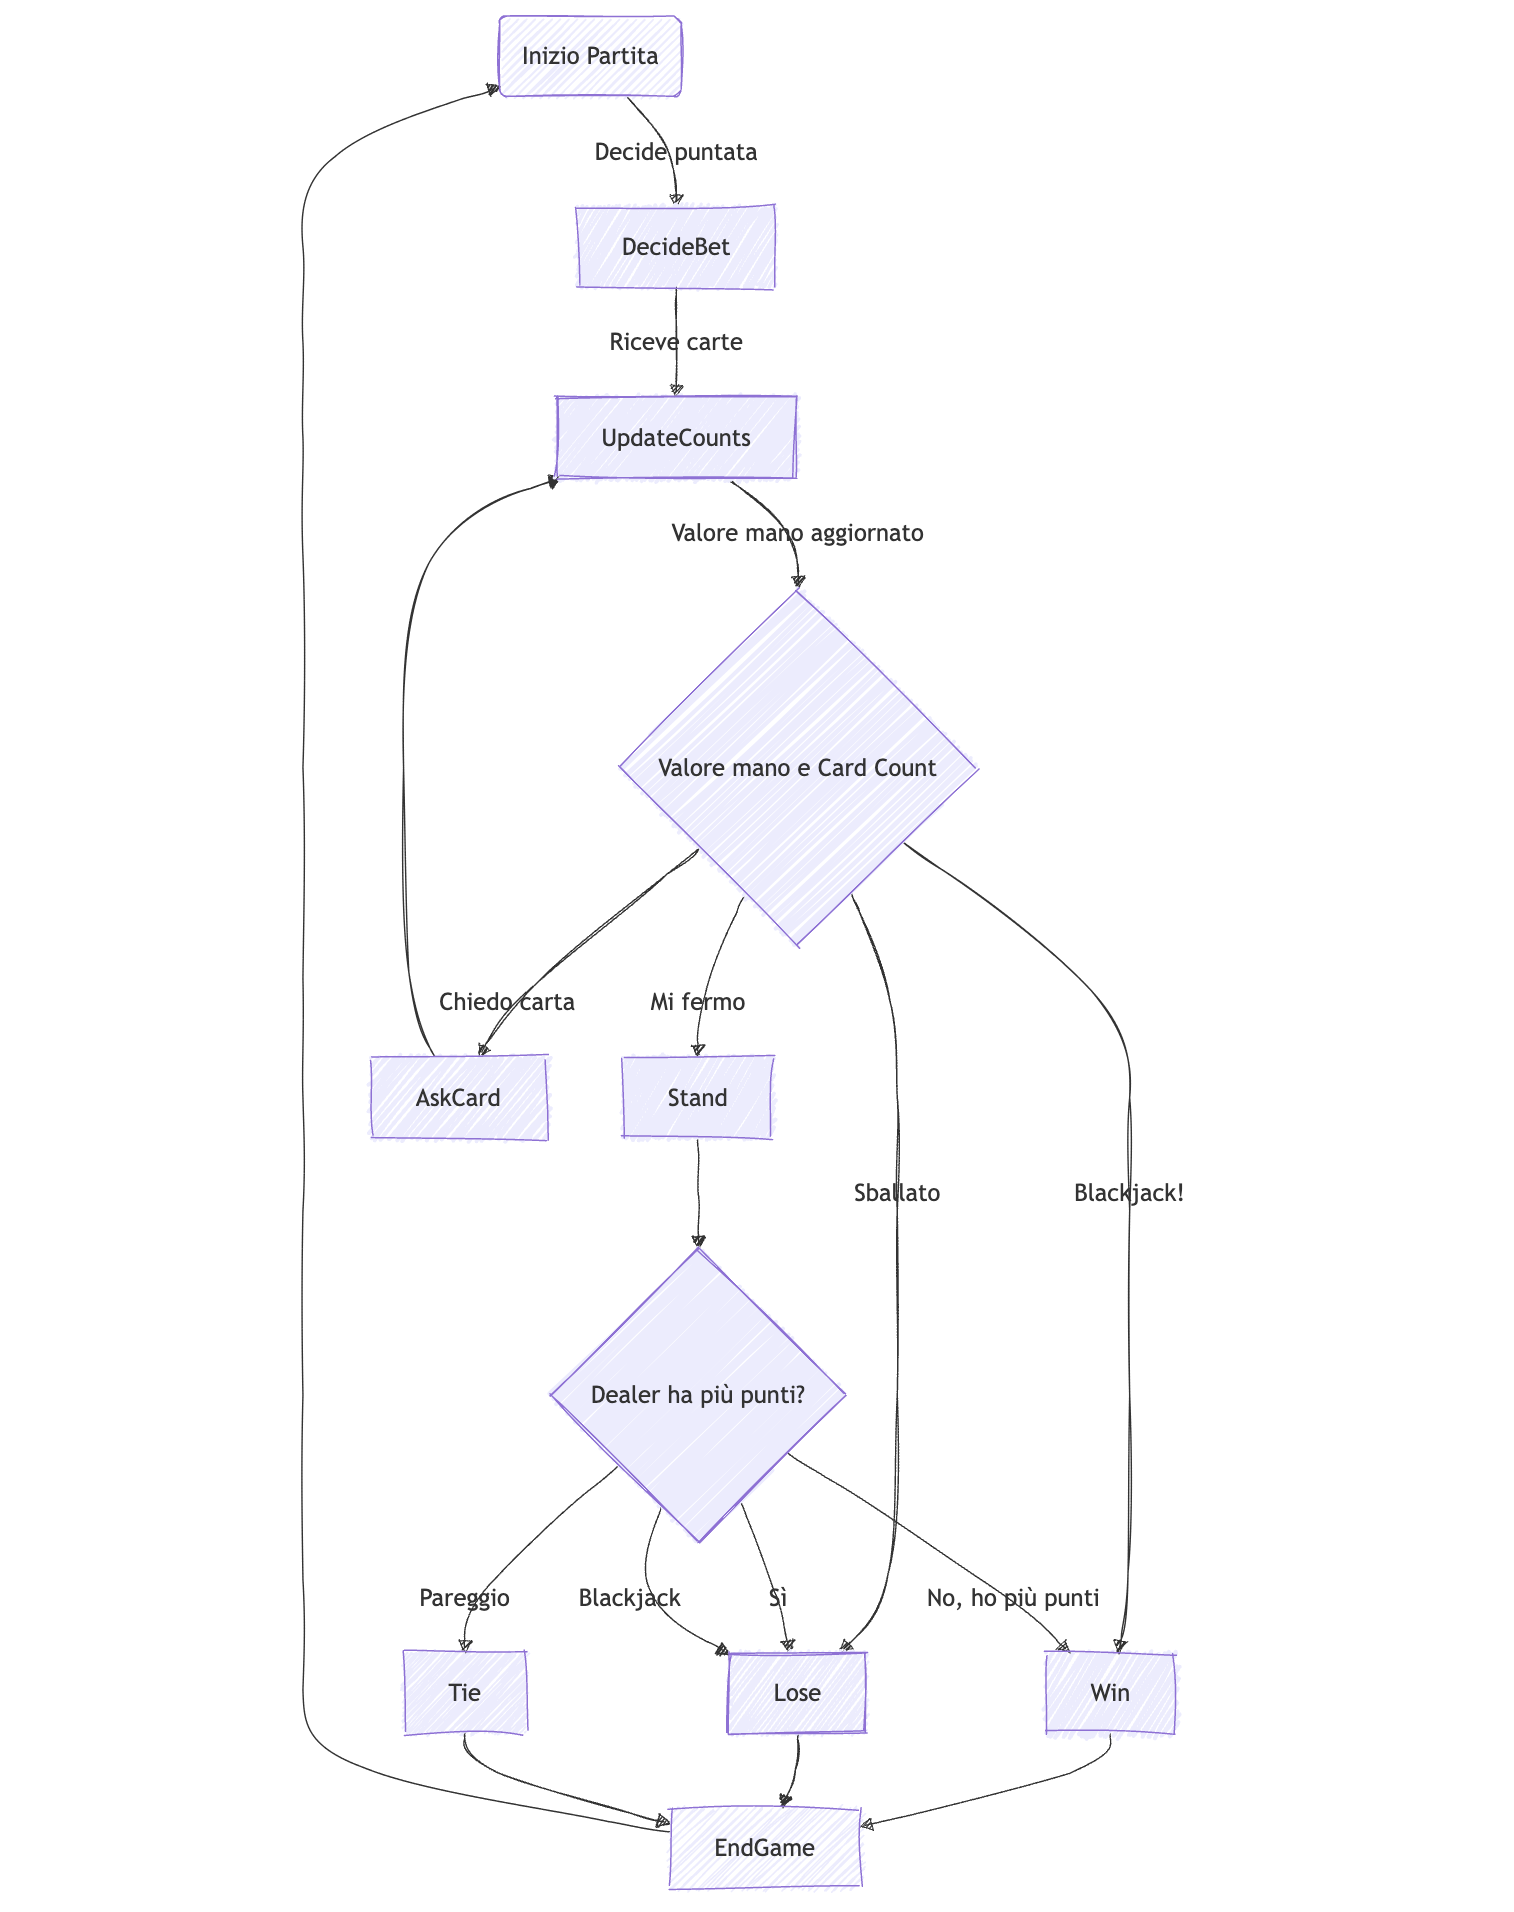 Inizio Partita
Decide puntata
DecideBet
Riceve carte
UpdateCounts
Valore mano aggiornato
Valore mano e Card Count
Chiedo carta
Mi fermo
AskCard
Stand
Sballato
Blackjack!
Dealer ha più punti?
Pareggio
Blackjack
Sì
No, ho più punti
Tie
Lose
Win
EndGame